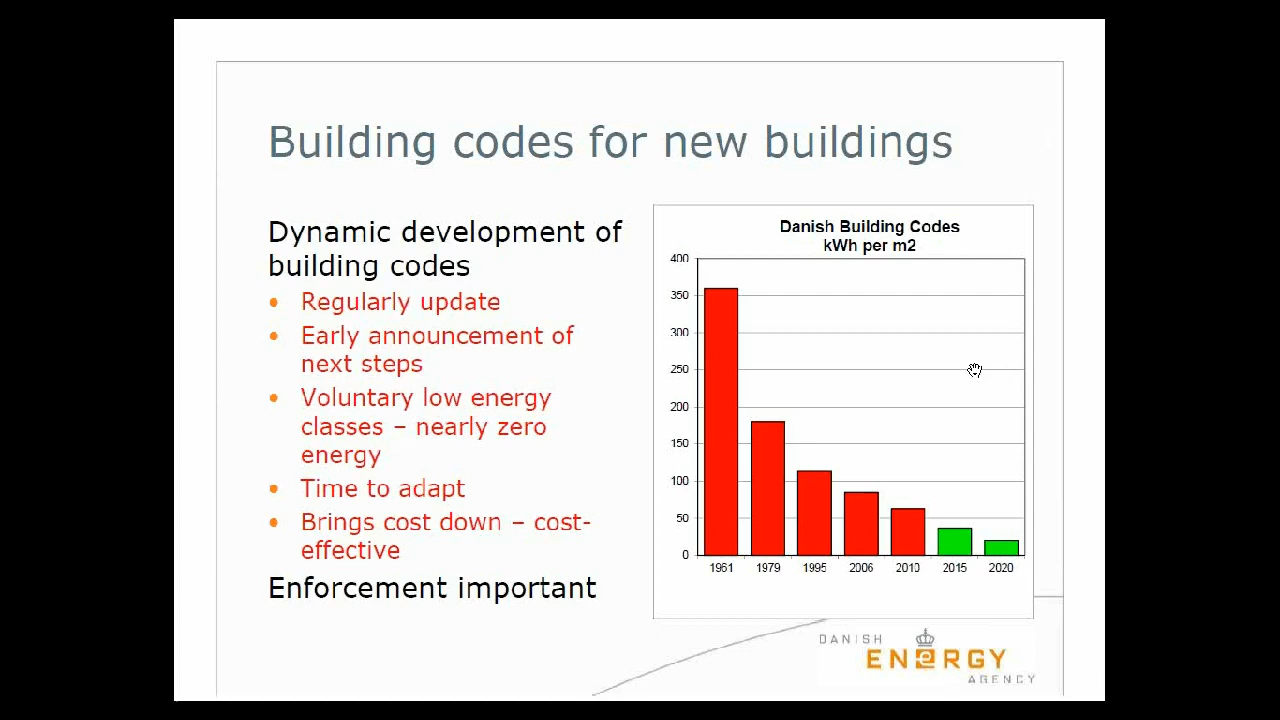 Building codes for new buildings
Dynamic development of
building codes
• Regularly update
• Early announcement of
next steps
• Voluntary low energy
classes – nearly zero
energy
• Time to adapt
• Brings cost down – cost-
effective
Enforcement important
Danish Building Codes
kWh per m2
400
350
300
250
200
150
100
50
0
1961 1979 1995 2006 2010 2015 2020
DANISH
ENERGY
AGENCY